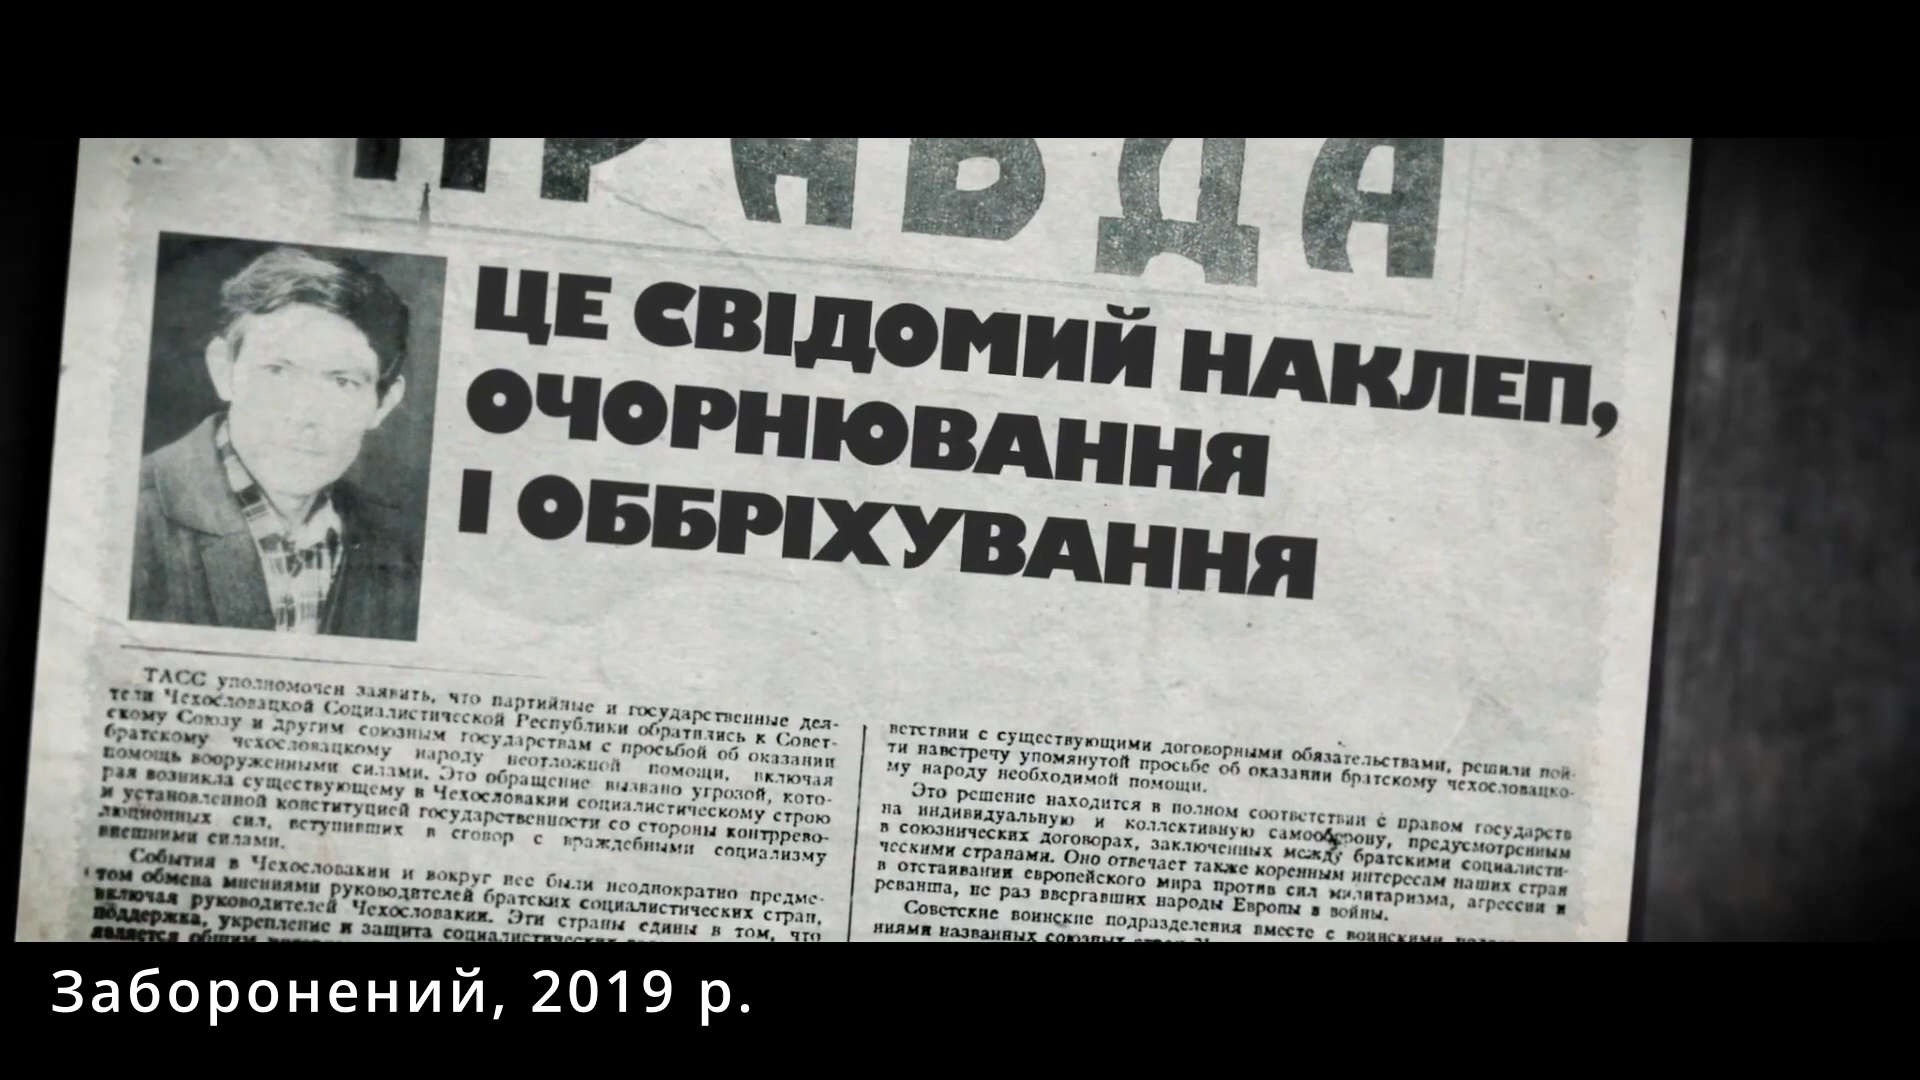 ПРАВДА
ЦЕ СВІДОМИЙ НАКЛЕП,
ОЧОРНЮВАННЯ
І ОББРІХУВАННЯ
ТАСС уполномочен заявить, что партийные и государственные дея-
тели Чехословацкой Социалистической Республики обратились к Совет-
скому Союзу и другим союзным государствам с просьбой об оказании
братскому чехословацкому народу неотложной помощи, включая
помощь вооруженными силами. Это обращение вызвано угрозой, кото-
рая возникла существующему в Чехословакии социалистическому строю
и установленной конституцией государственности со стороны контррево-
люционных сил, вступивших в сговор с враждебными социализму
внешними силами.
События в Чехословакии и вокруг нее были неоднократно предме-
том обмена мнениями руководителей братских социалистических стран,
включая руководителей Чехословакии. Эти страны едины в том, что
поддержка, укрепление и защита социалистических
является общим
ветствии с существующими договорными обязательствами, решили пой-
ти навстречу упомянутой просьбе об оказании братскому чехословацко-
му народу необходимой помощи.
Это решение находится в полном соответствии с правом государств
на индивидуальную и коллективную самооборону, предусмотренным
в союзнических договорах, заключенных между братскими социалисти-
ческими странами. Оно отвечает также коренным интересам наших стран
в отстаивании европейского мира против сил милитаризма, агрессии и
реванша, не раз ввергавших народы Европы в войны.
Советские воинские подразделения вместе с воинскими
ниями названных союзных стран
Заборонений, 2019 р.